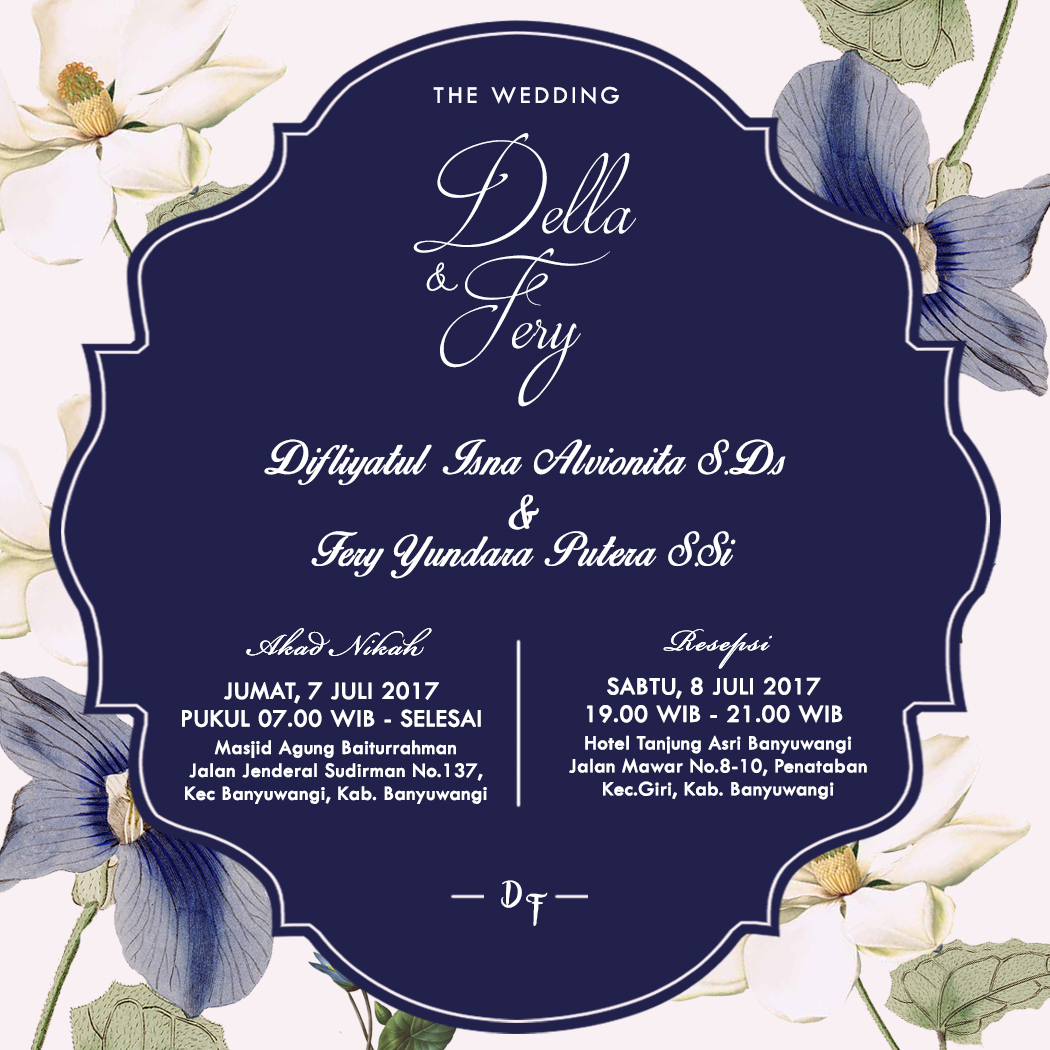 THE WEDDING
Della
& Fery
Difliyatul Isna Alvionita S.Ds
&
Fery Yundara Putera S.Si
Akad Nikah
JUMAT, 7 JULI 2017
PUKUL 07.00 WIB - SELESAI
Masjid Agung Baiturrahman
Jalan Jenderal Sudirman No.137,
Kec Banyuwangi, Kab. Banyuwangi
Resepsi
SABTU, 8 JULI 2017
19.00 WIB - 21.00 WIB
Hotel Tanjung Asri Banyuwangi
Jalan Mawar No.8-10, Penataban
Kec.Giri, Kab. Banyuwangi
— DF —